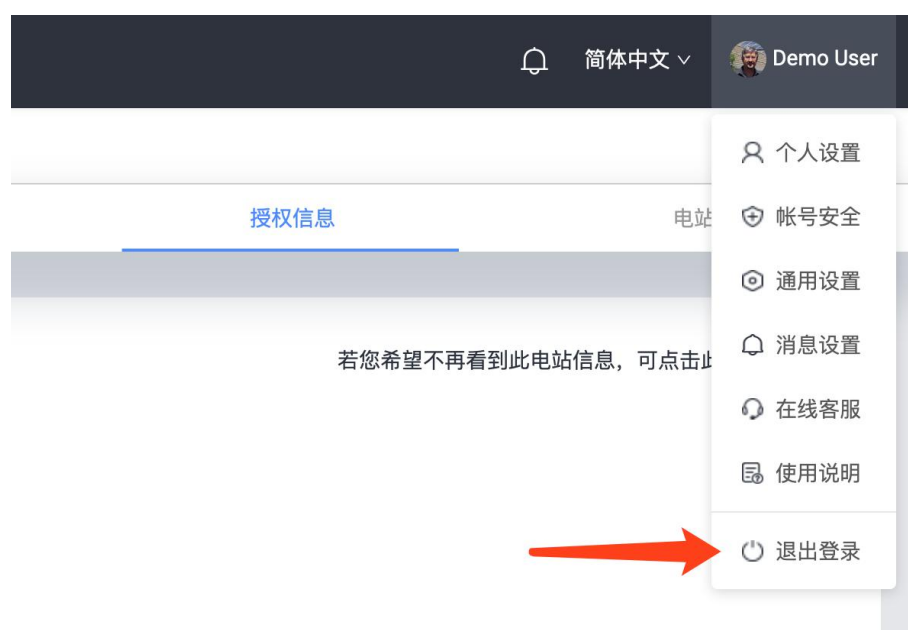 简体中文
Demo User
个人设置
授权信息
电站
帐号安全
通用设置
若您希望不再看到此电站信息，可点击
消息设置
在线客服
使用说明
退出登录